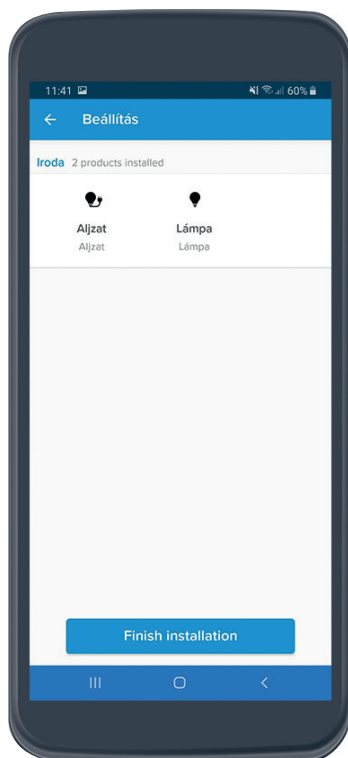 11:41 60%
Beállítás
Iroda 2 products installed
Aljzat Lámpa
Aljzat Lámpa
Finish installation